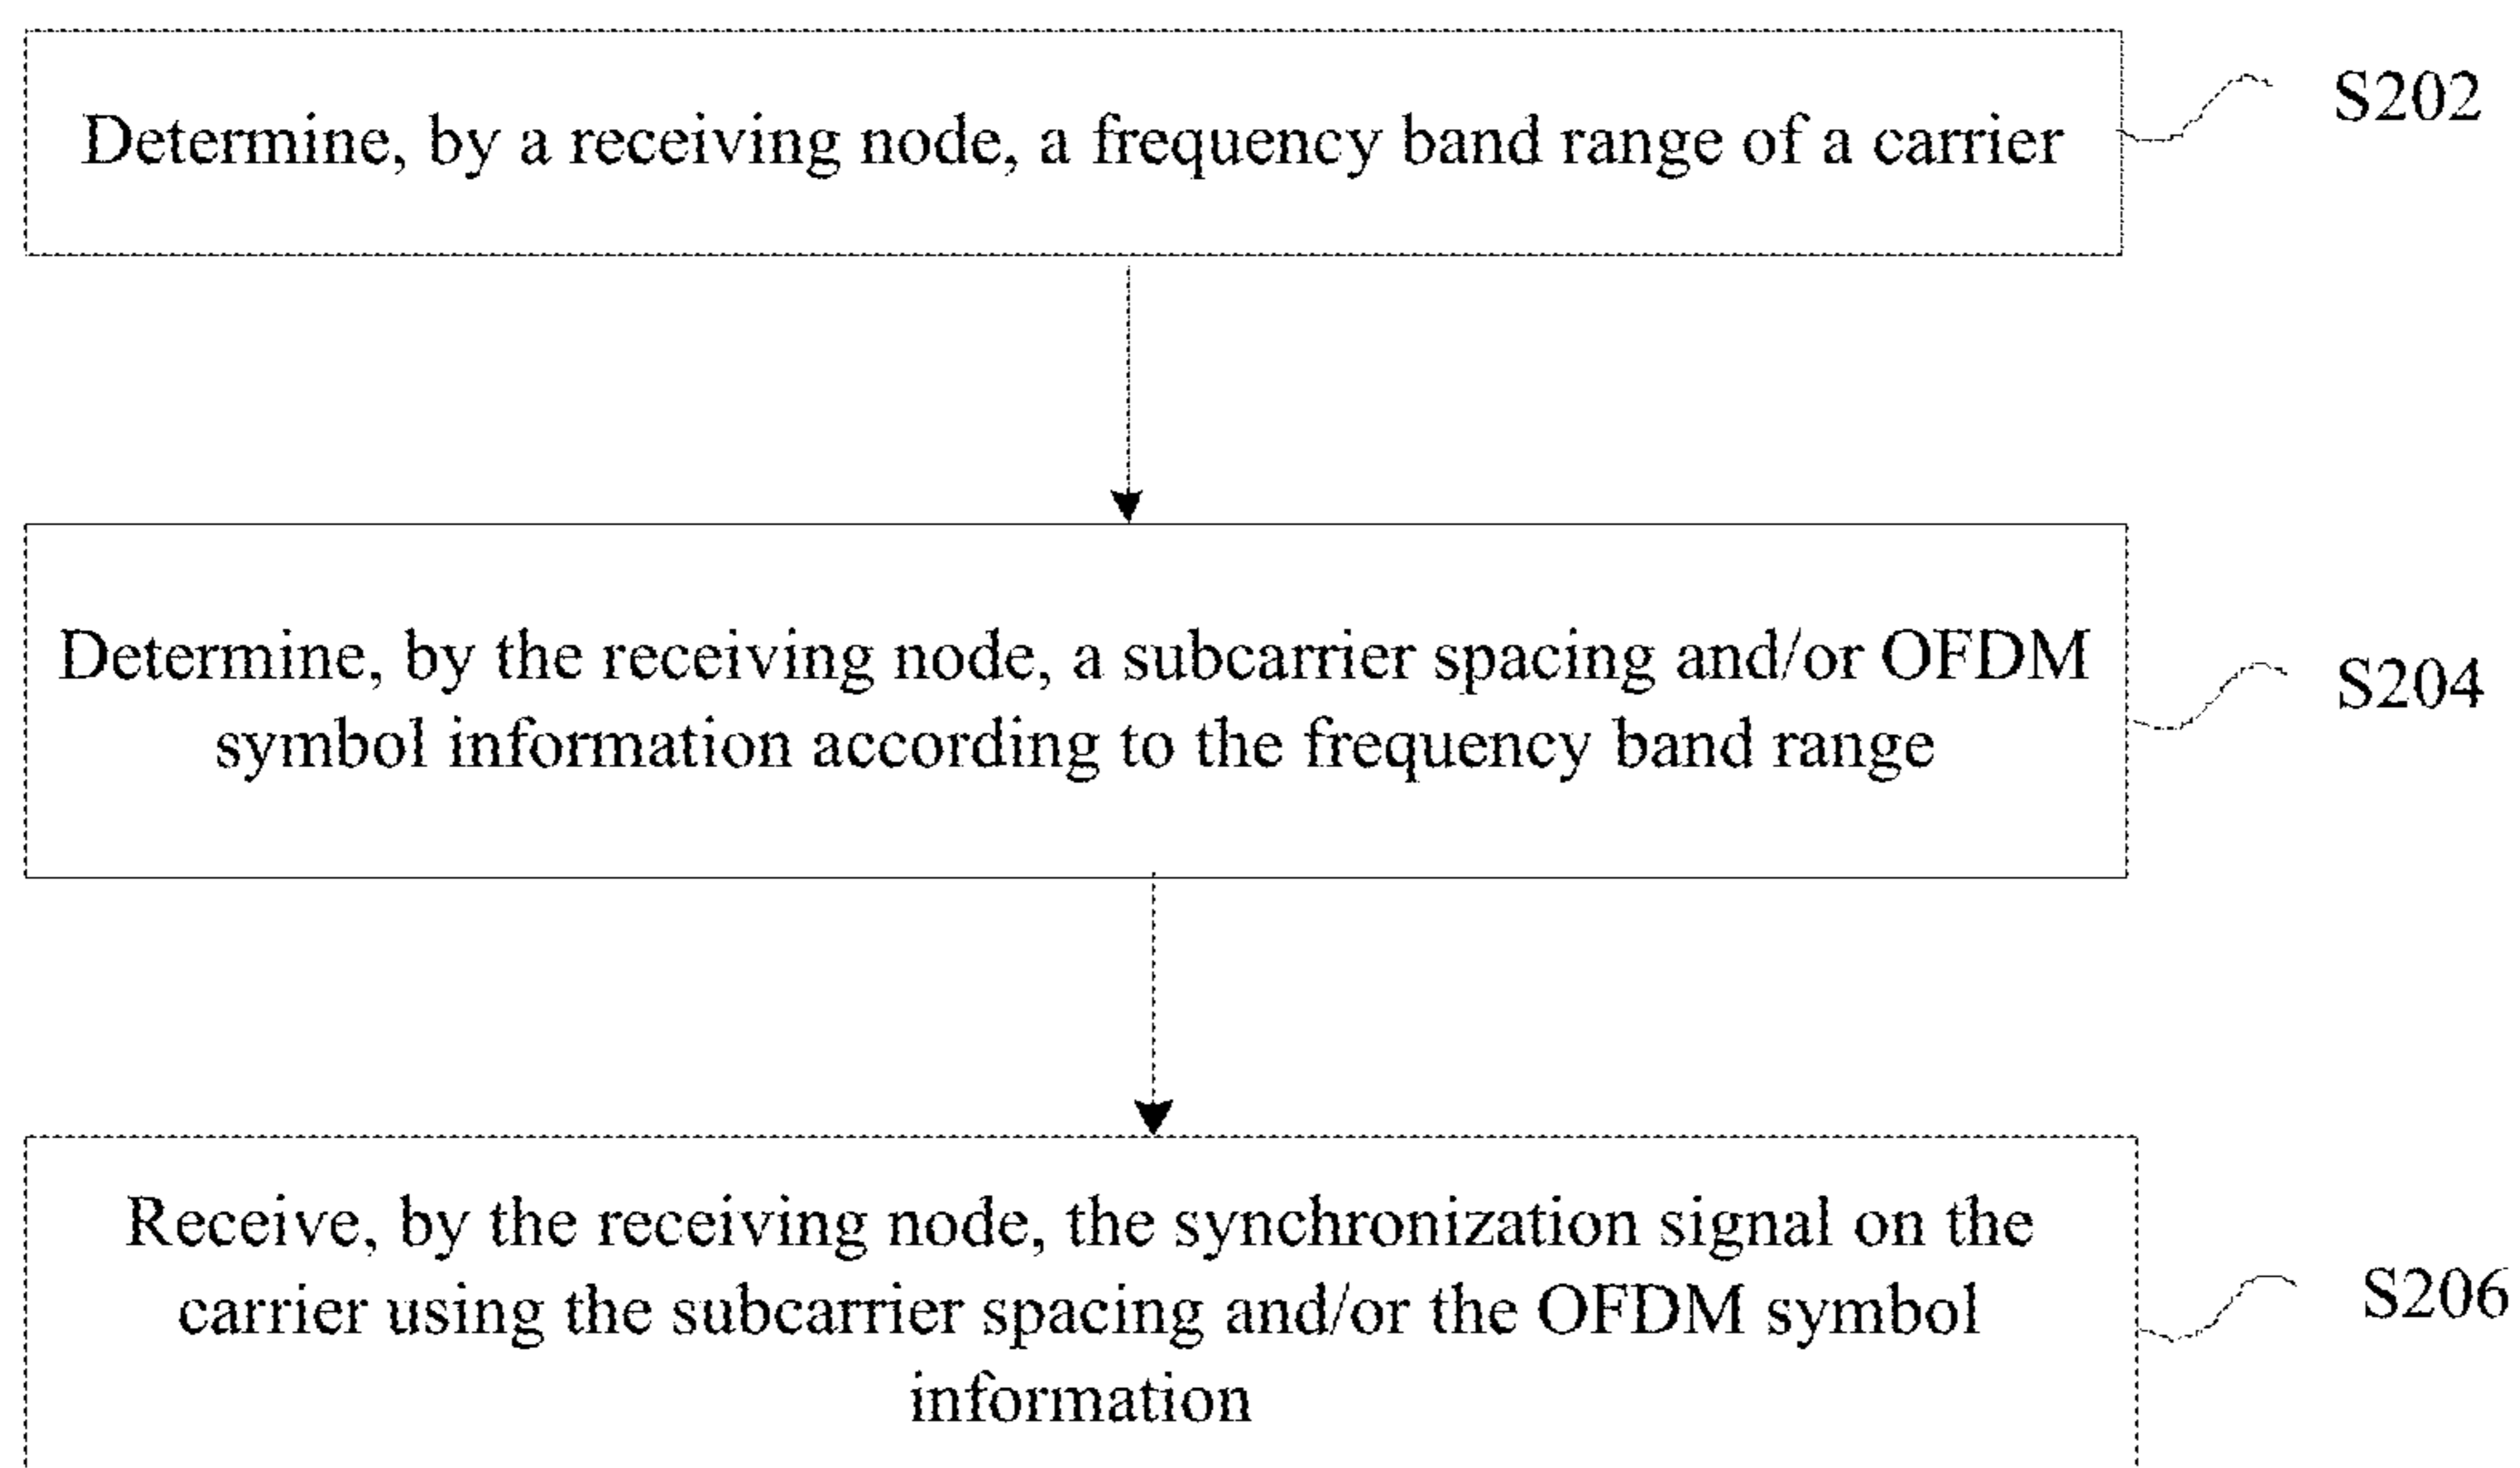 Determine, by a receiving node, a frequency band range of a carrier
S202
Determine, by the receiving node, a subcarrier spacing and/or OFDM
symbol information according to the frequency band range
S204
Receive, by the receiving node, the synchronization signal on the
carrier using the subcarrier spacing and/or the OFDM symbol
information
S206